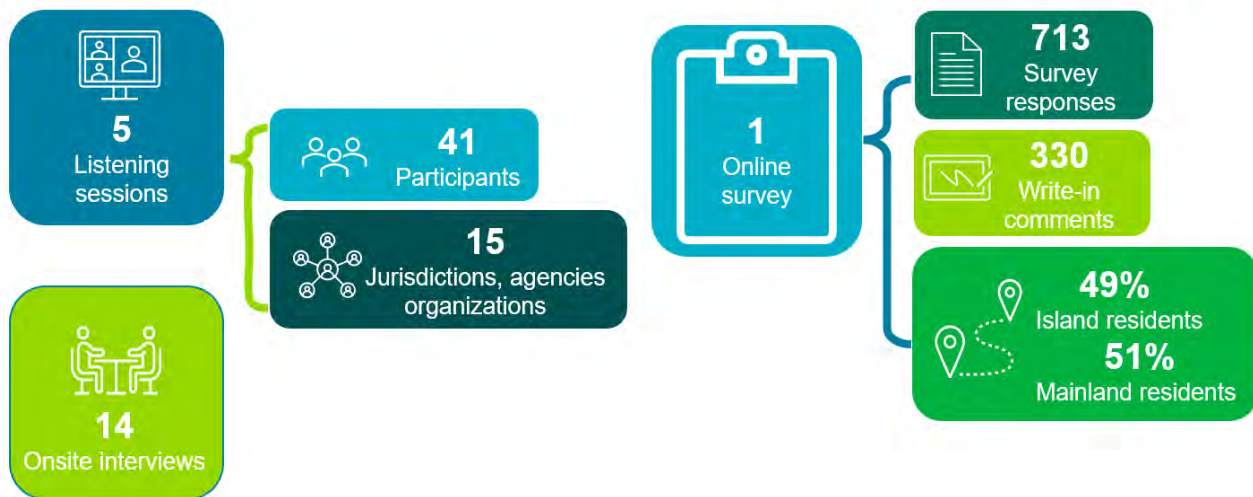 5
Listening
sessions
41
Participants
15
Jurisdictions, agencies
organizations
14
Onsite interviews
1
Online
survey
713
Survey
responses
330
Write-in
comments
49%
Island residents
51%
Mainland residents